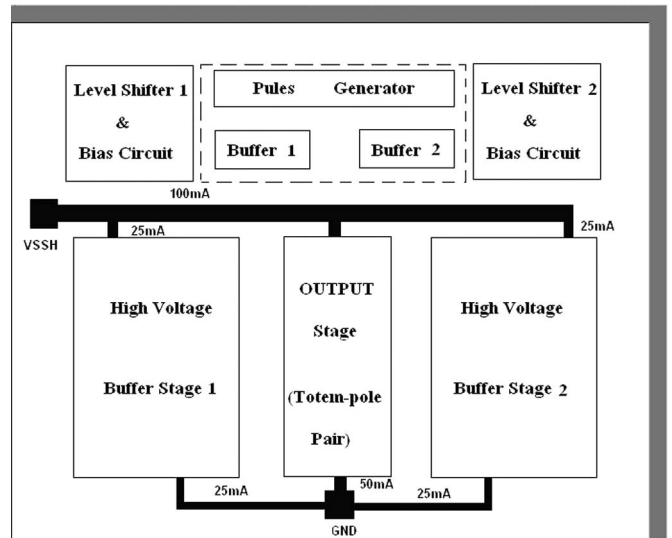 Level Shifter 1
&
Bias Circuit
Pules Generator
Buffer 1
Buffer 2
Level Shifter 2
&
Bias Circuit
100mA
VSSH
25mA
25mA
High Voltage
Buffer Stage 1
OUTPUT
Stage
(Totem-pole
Pair)
High Voltage
Buffer Stage 2
25mA
50mA
25mA
GND